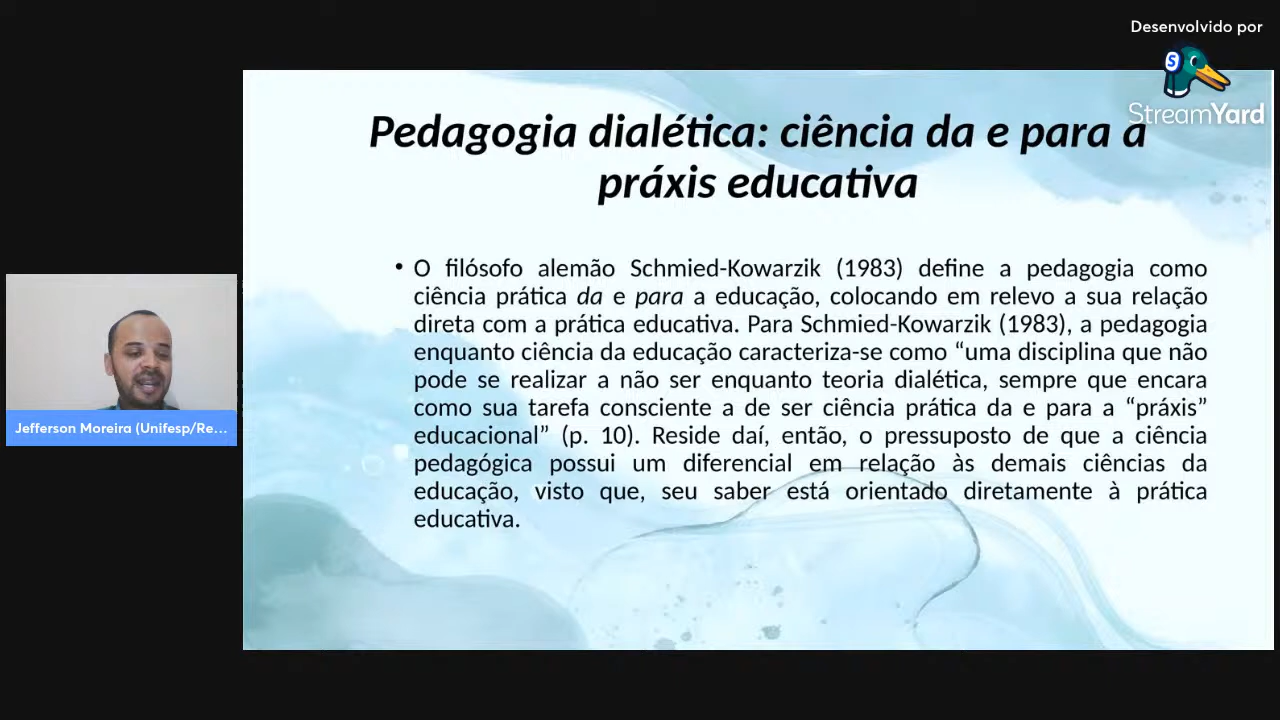 Desenvolvido por
S
StreamYard
Pedagogia dialética: ciência da e para a
práxis educativa
• O filósofo alemão Schmied-Kowarzik (1983) define a pedagogia como
ciência prática da e para a educação, colocando em relevo a sua relação
direta com a prática educativa. Para Schmied-Kowarzik (1983), a pedagogia
enquanto ciência da educação caracteriza-se como “uma disciplina que não
pode se realizar a não ser enquanto teoria dialética, sempre que encara
como sua tarefa consciente a de ser ciência prática da e para a “práxis”
educacional” (p. 10). Reside daí, então, o pressuposto de que a ciência
pedagógica possui um diferencial em relação às demais ciências da
educação, visto que, seu saber está orientado diretamente à prática
educativa.
Jefferson Moreira (Unifesp/Re...